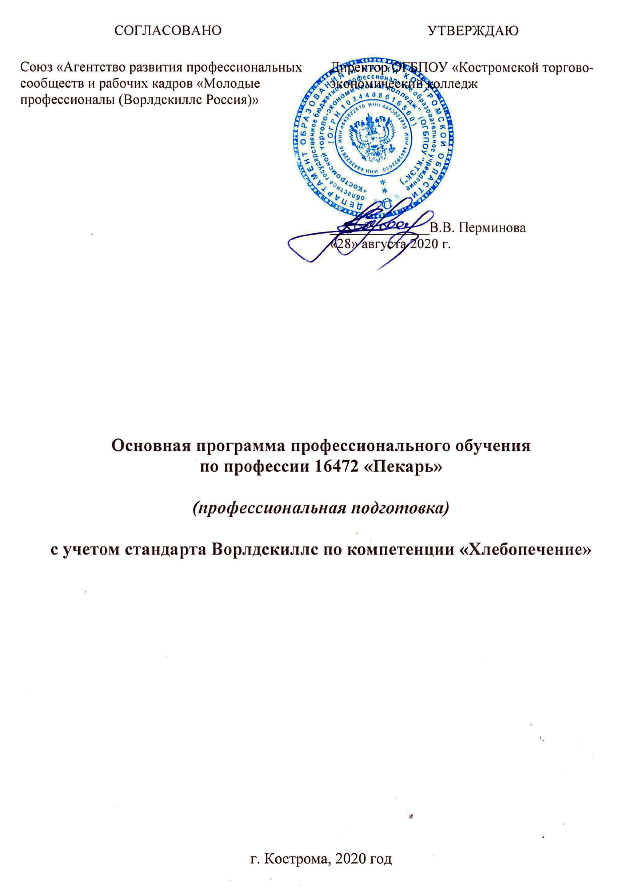 СОГЛАСОВАНО
УТВЕРЖДАЮ
Союз «Агентство развития профессиональных
сообществ и рабочих кадров «Молодые
профессионалы (Ворлдскиллс Россия)»
Директор ОГБПОУ «Костромской торгово-
экономический колледж
В.В. Перминова
«28» августа 2020 г.
Основная программа профессионального обучения
по профессии 16472 «Пекарь»
(профессиональная подготовка)
с учетом стандарта Ворлдскиллс по компетенции «Хлебопечение»
г. Кострома, 2020 год